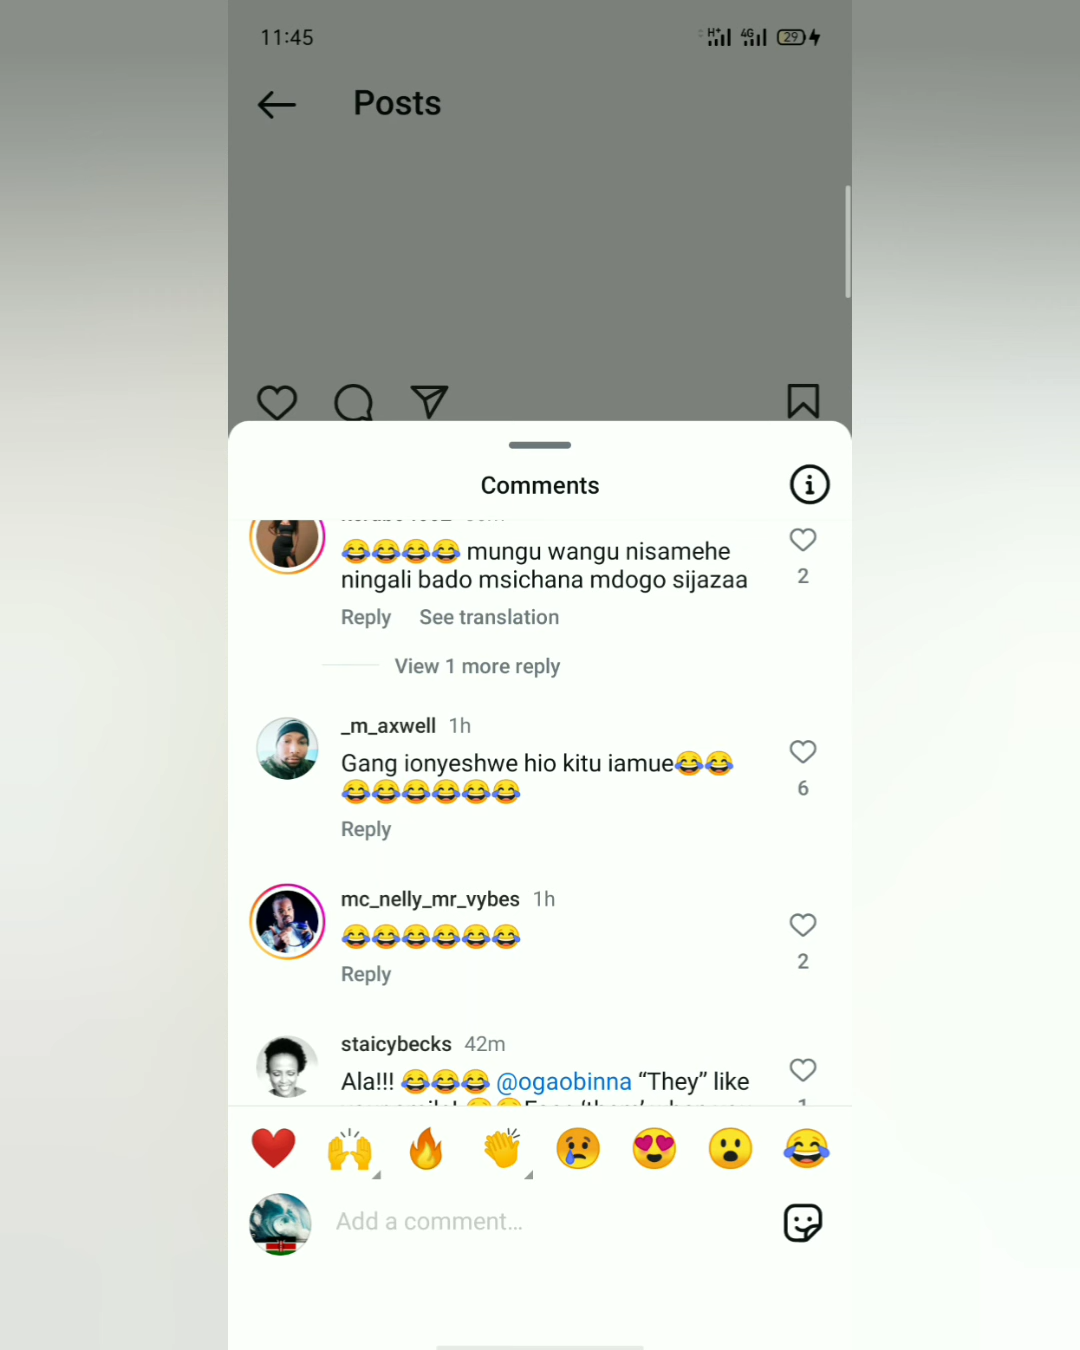 11:45
H+ 4G 29
Posts
Comments
😂😂😂😂 mungu wangu nisamehe
ningali bado msichana mdogo sijazaa
2
Reply See translation
View 1 more reply
_m_axwell 1h
Gang ionyeshwe hio kitu iamue😂😂
😂😂😂😂😂😂
6
Reply
mc_nelly_mr_vybes 1h
😂😂😂😂😂😂
2
Reply
staicybecks 42m
Ala!!! 😂😂😂 @ogaobinna “They” like
Add a comment...